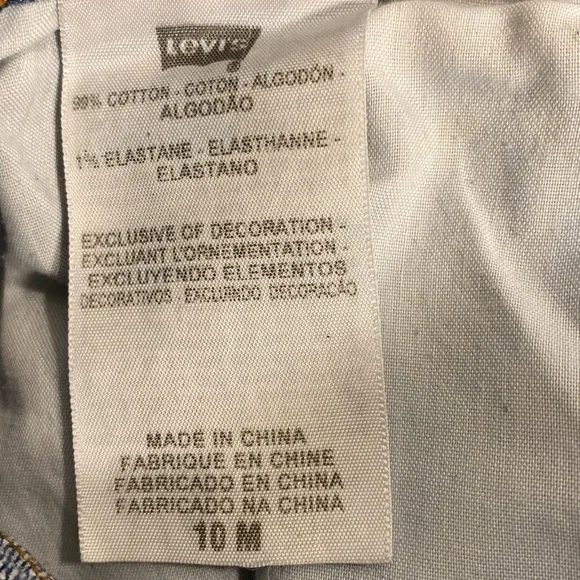 Levi's
®
99% COTTON - COTON - ALGODÓN -
ALGODÃO
1% ELASTANE - ELASTHANNE -
ELASTANO
EXCLUSIVE OF DECORATION -
EXCLUANT L'ORNEMENTATION -
EXCLUYENDO ELEMENTOS
DECORATIVOS - EXCLUINDO DECORAÇÃO
MADE IN CHINA
FABRIQUE EN CHINE
FABRICADO EN CHINA
FABRICADO NA CHINA
10 M